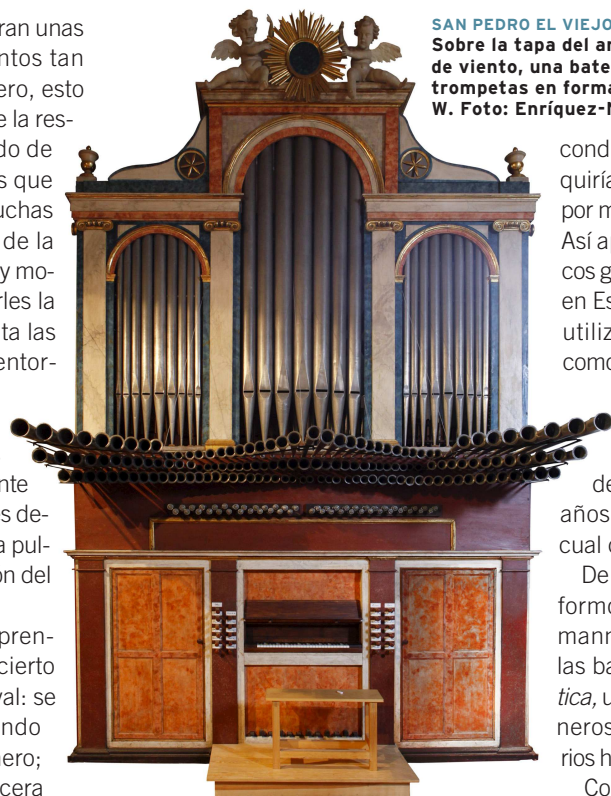 ran unas
ntos tan
ero, esto
e la res-
do de
s que
uchas
de la
y mo-
rles la
ta las
entor-
nte
s de-
a pul-
ón del
pren-
cierto
val: se
ndo
nero;
cera
SAN PEDRO EL VIEJO
Sobre la tapa del ar
de viento, una bate
trompetas en forma
W. Foto: Enríquez-
cond
quiría
por m
Así a
cos g
en Es
utiliz
como
de
años
cual
De
formo
mann
las ba
tica, u
neros
rios h
Co